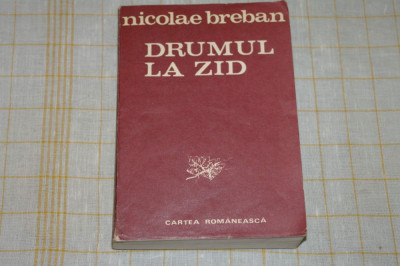 nicolae breban
DRUMUL
LA ZID
CARTEA ROMÂNEASCĂ